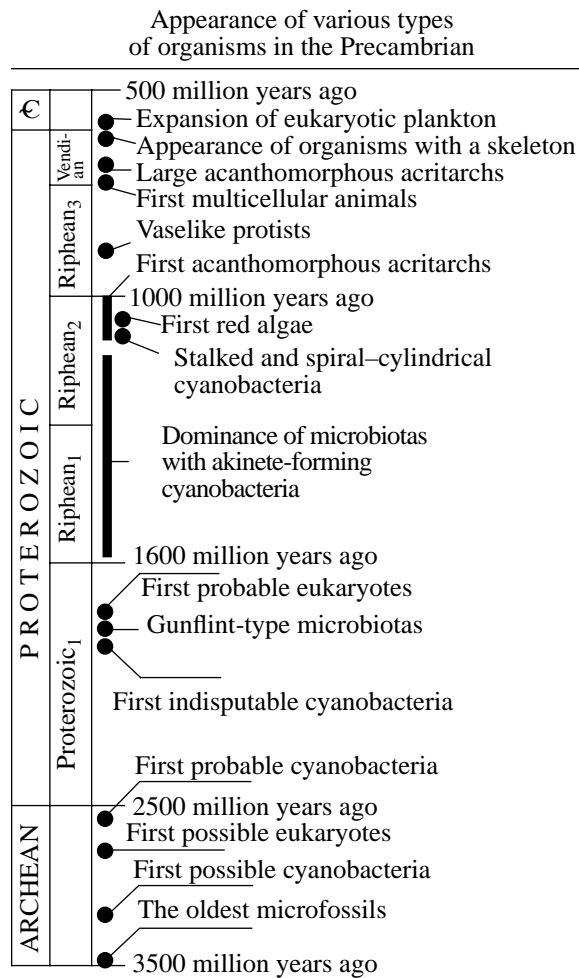 Appearance of various types
of organisms in the Precambrian
500 million years ago
Є
Expansion of eukaryotic plankton
Appearance of organisms with a skeleton
Vendi-
an
Large acanthomorphous acritarchs
First multicellular animals
Riphean3
Vaselike protists
First acanthomorphous acritarchs
1000 million years ago
Riphean2
First red algae
Stalked and spiral–cylindrical
cyanobacteria
PROTEROZOIC
Riphean1
Dominance of microbiotas
with akinete-forming
cyanobacteria
1600 million years ago
First probable eukaryotes
Gunflint-type microbiotas
Proterozoic1
First indisputable cyanobacteria
First probable cyanobacteria
2500 million years ago
ARCHEAN
First possible eukaryotes
First possible cyanobacteria
The oldest microfossils
3500 million years ago